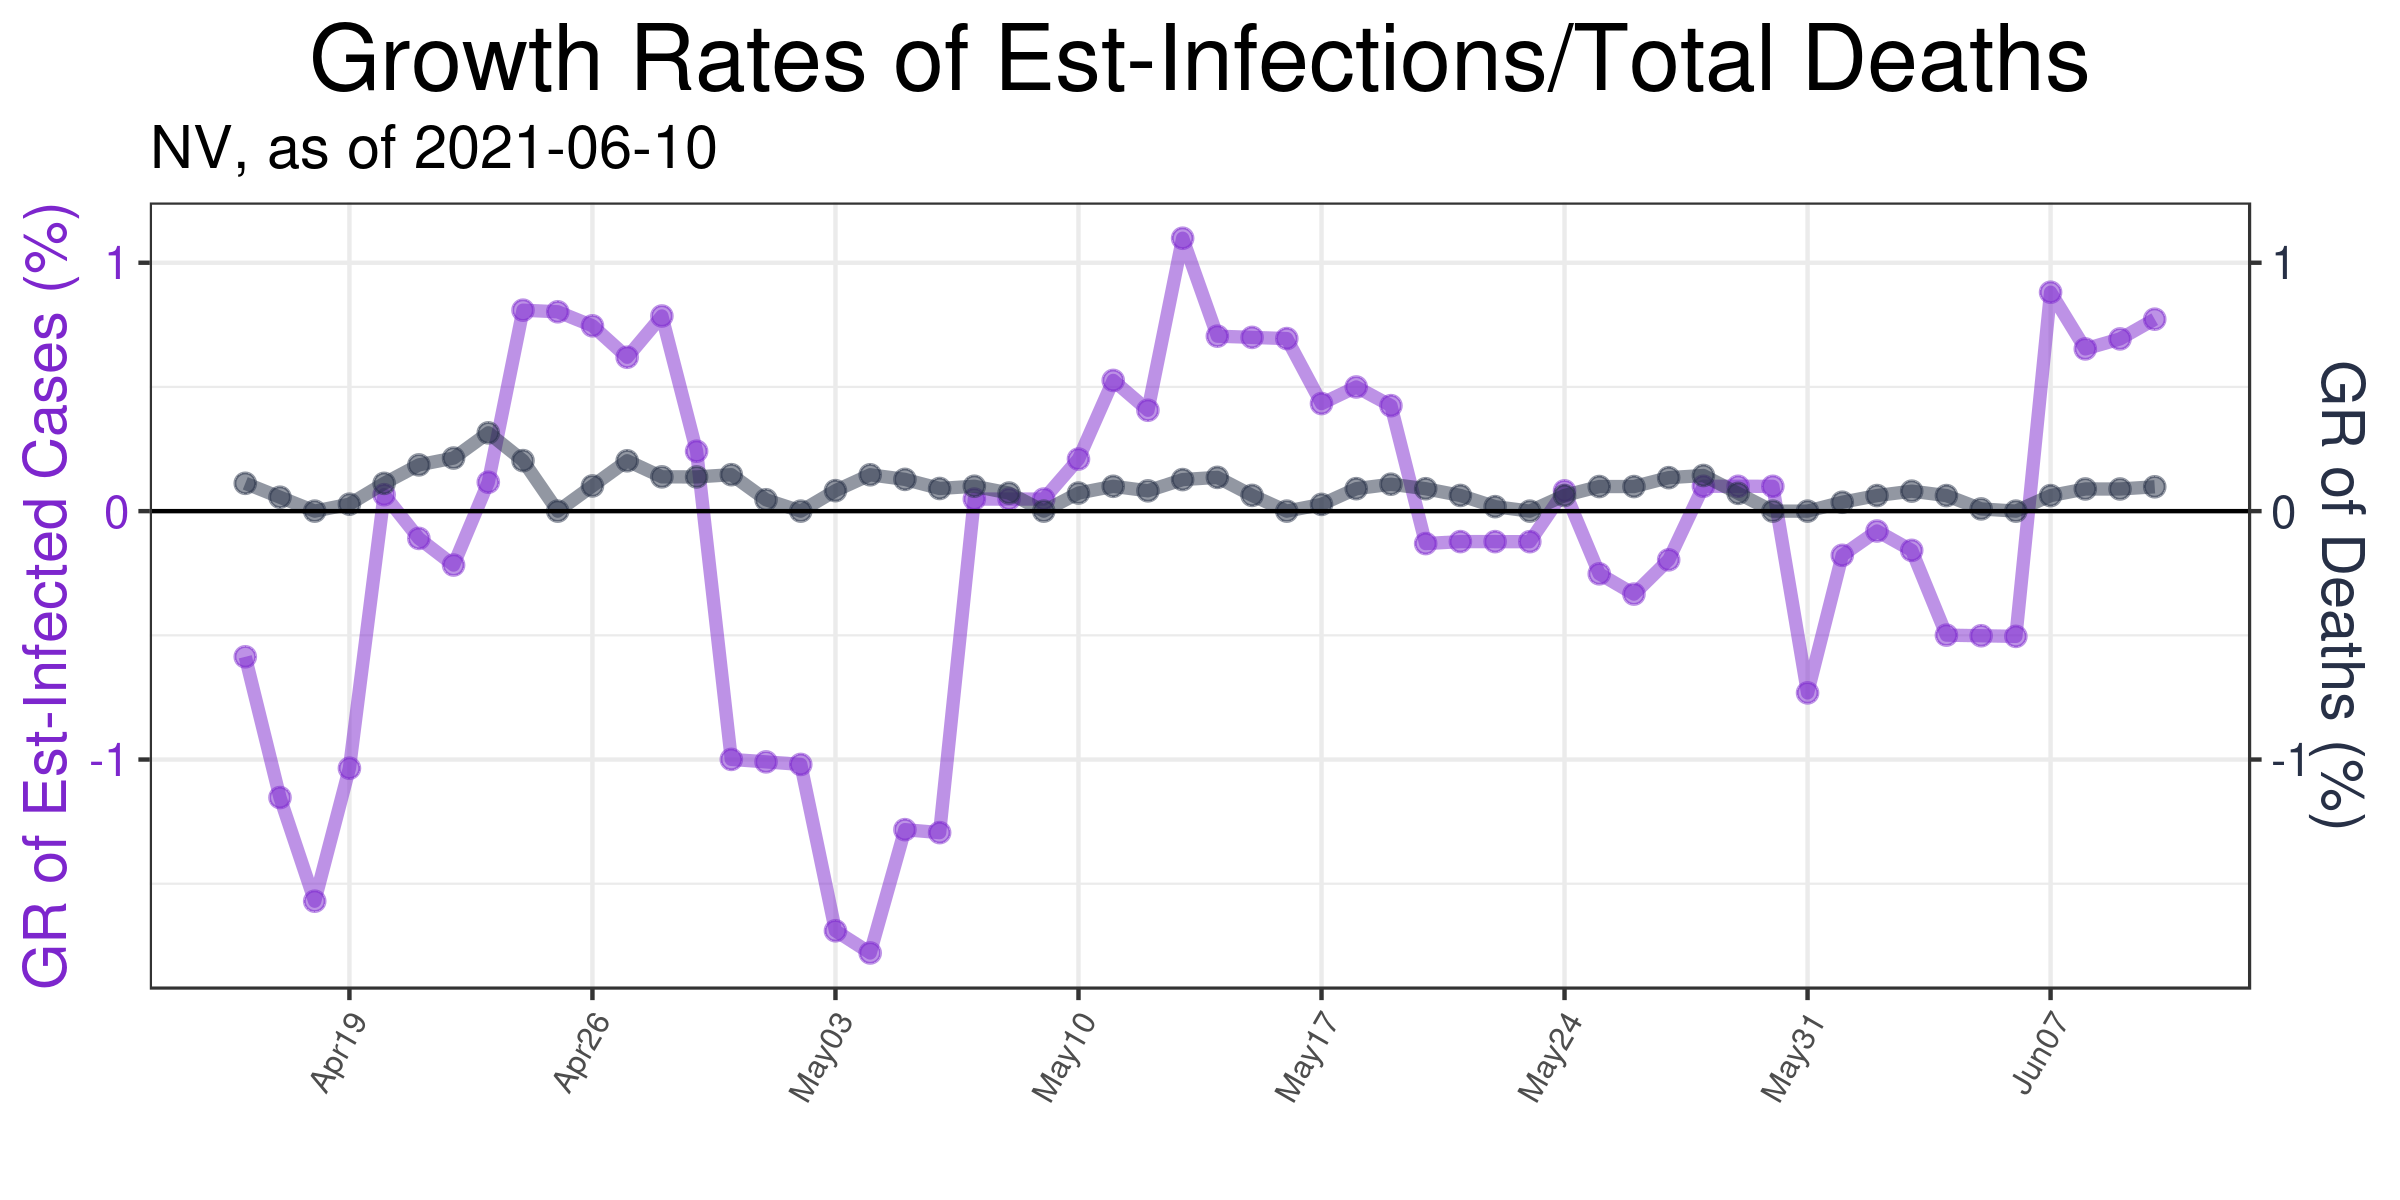 Growth Rates of Est-Infections/Total Deaths
NV, as of 2021-06-10
GR of Est-Infected Cases (%)
1
0
-1
1
0
-1
GR of Deaths (%)
Apr19
Apr26
May03
May10
May17
May24
May31
Jun07